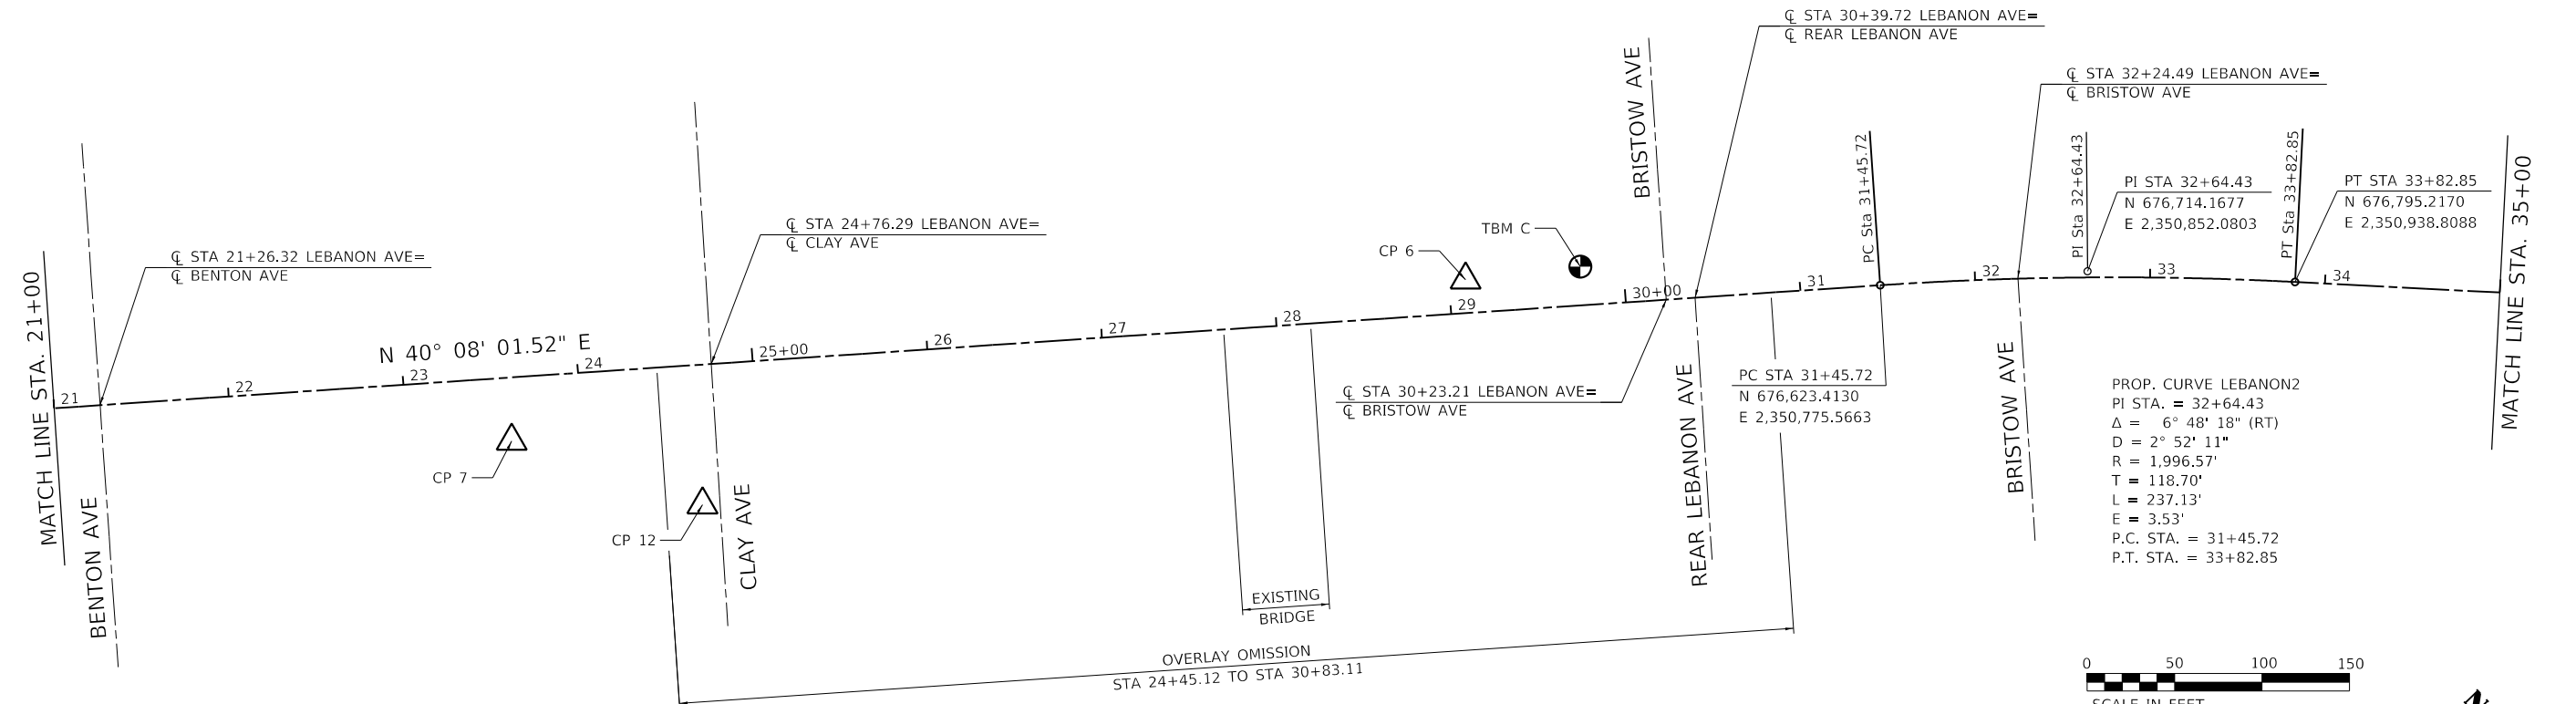 ℄ STA 30+39.72 LEBANON AVE=
℄ REAR LEBANON AVE
℄ STA 32+24.49 LEBANON AVE=
℄ BRISTOW AVE
BRISTOW AVE
PC Sta 31+45.72
PI Sta 32+64.43
PT Sta 33+82.85
PI STA 32+64.43
N 676,714.1677
E 2,350,852.0803
PT STA 33+82.85
N 676,795.2170
E 2,350,938.8088
MATCH LINE STA. 35+00
℄ STA 24+76.29 LEBANON AVE=
℄ CLAY AVE
℄ STA 21+26.32 LEBANON AVE=
℄ BENTON AVE
CP 6
TBM C
MATCH LINE STA. 21+00
N 40° 08' 01.52" E
21
22
23
24
25+00
26
27
28
29
30+00
31
32
33
34
℄ STA 30+23.21 LEBANON AVE=
℄ BRISTOW AVE
PC STA 31+45.72
N 676,623.4130
E 2,350,775.5663
REAR LEBANON AVE
BRISTOW AVE
PROP. CURVE LEBANON2
PI STA. = 32+64.43
Δ = 6° 48' 18" (RT)
D = 2° 52' 11"
R = 1,996.57'
T = 118.70'
L = 237.13'
E = 3.53'
P.C. STA. = 31+45.72
P.T. STA. = 33+82.85
CP 7
CP 12
BENTON AVE
CLAY AVE
EXISTING
BRIDGE
OVERLAY OMISSION
STA 24+45.12 TO STA 30+83.11
0 50 100 150
SCALE IN FEET